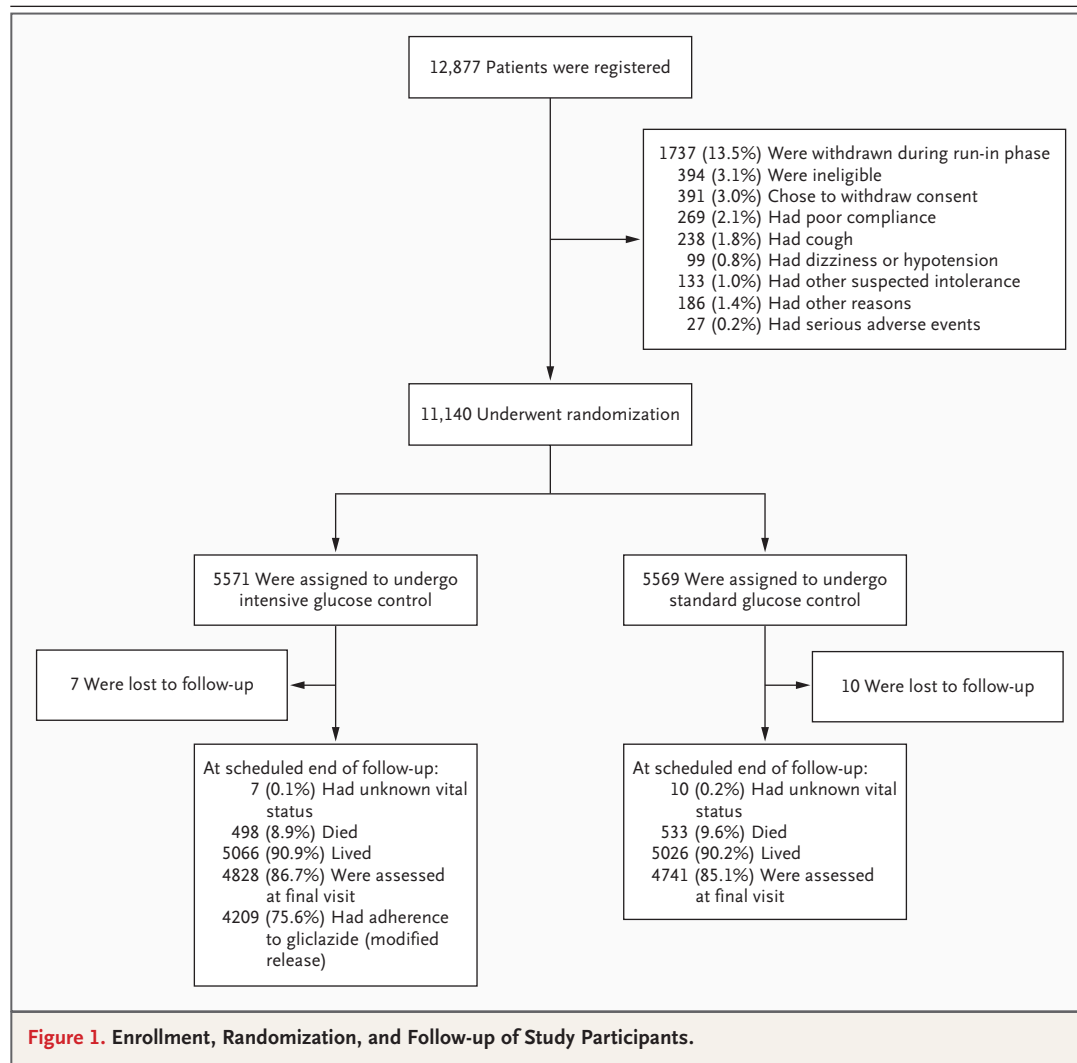 12,877 Patients were registered
1737 (13.5%) Were withdrawn during run-in phase
394 (3.1%) Were ineligible
391 (3.0%) Chose to withdraw consent
269 (2.1%) Had poor compliance
238 (1.8%) Had cough
99 (0.8%) Had dizziness or hypotension
133 (1.0%) Had other suspected intolerance
186 (1.4%) Had other reasons
27 (0.2%) Had serious adverse events
11,140 Underwent randomization
5571 Were assigned to undergo
intensive glucose control
5569 Were assigned to undergo
standard glucose control
7 Were lost to follow-up
10 Were lost to follow-up
At scheduled end of follow-up:
7 (0.1%) Had unknown vital
status
498 (8.9%) Died
5066 (90.9%) Lived
4828 (86.7%) Were assessed
at final visit
4209 (75.6%) Had adherence
to gliclazide (modified
release)
At scheduled end of follow-up:
10 (0.2%) Had unknown vital
status
533 (9.6%) Died
5026 (90.2%) Lived
4741 (85.1%) Were assessed
at final visit
Figure 1. Enrollment, Randomization, and Follow-up of Study Participants.